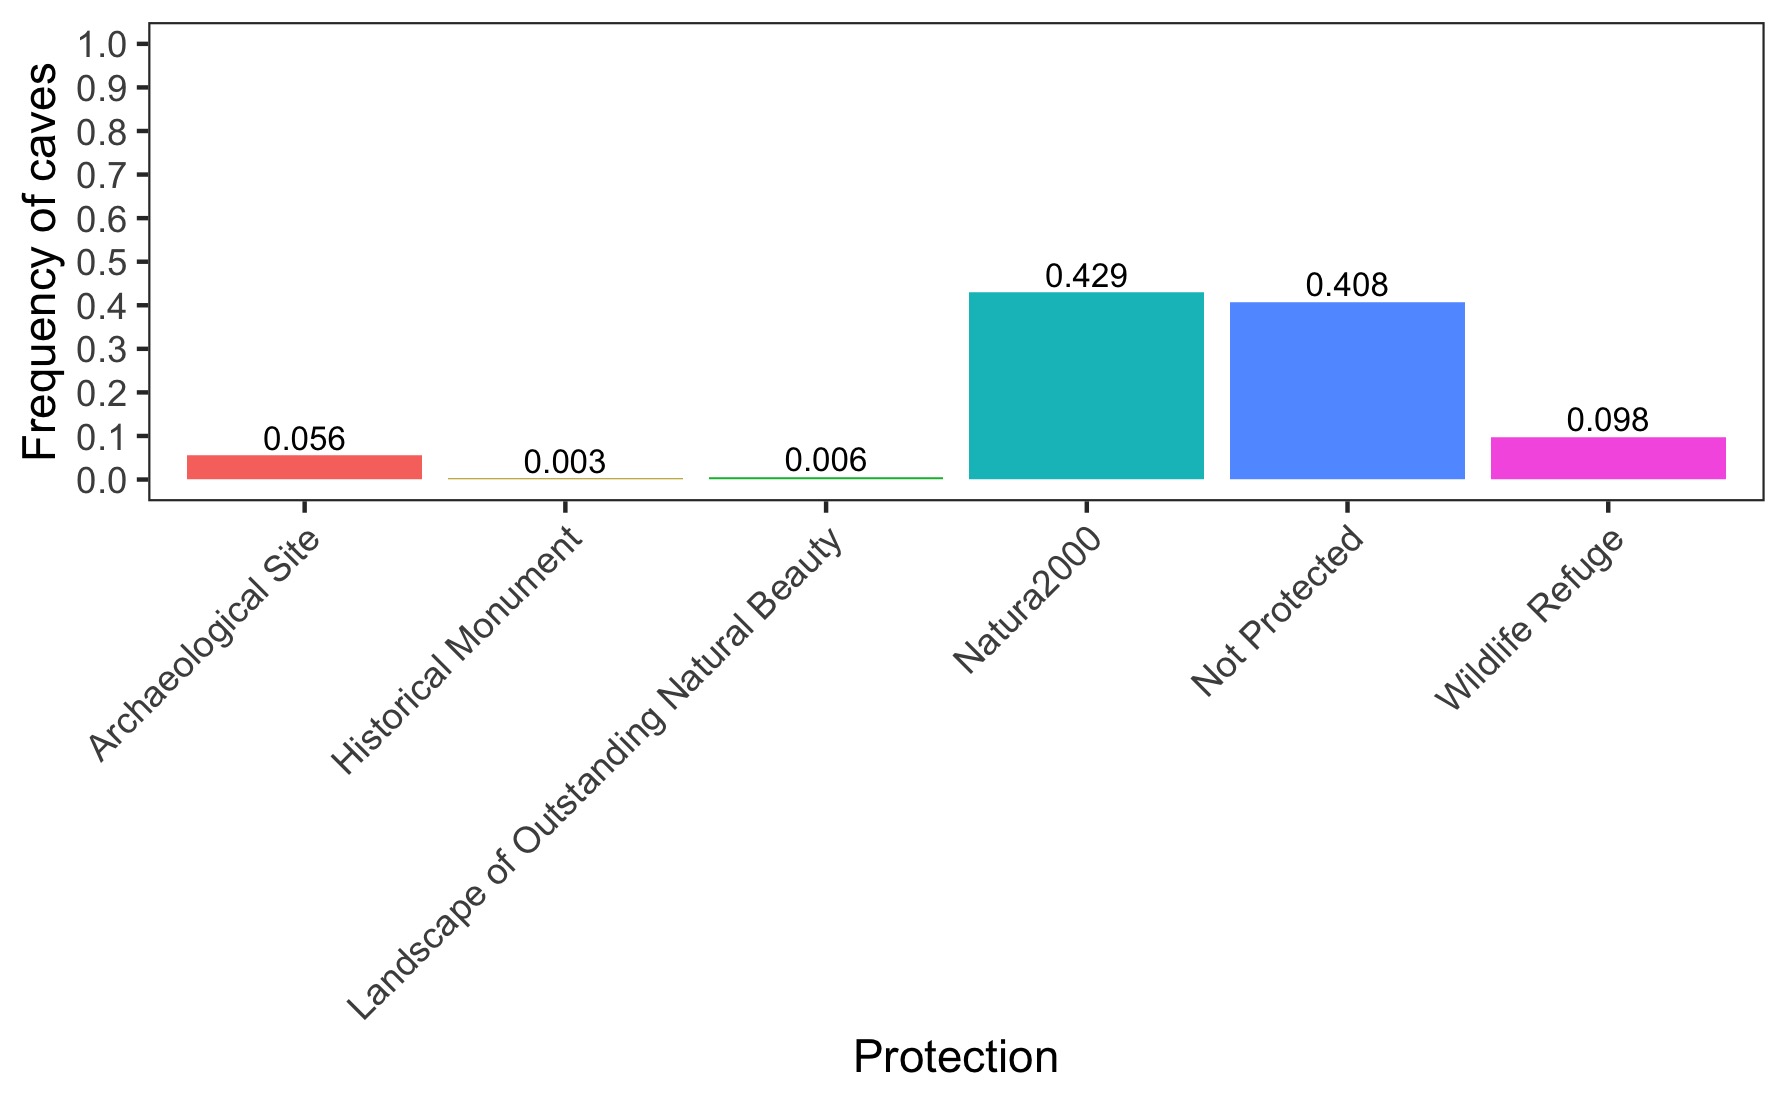 Frequency of caves
1.0
0.9
0.8
0.7
0.6
0.5
0.4
0.3
0.2
0.1
0.0
0.056
0.003
0.006
0.429
0.408
0.098
Archaeological Site
Historical Monument
Landscape of Outstanding Natural Beauty
Natura2000
Not Protected
Wildlife Refuge
Protection